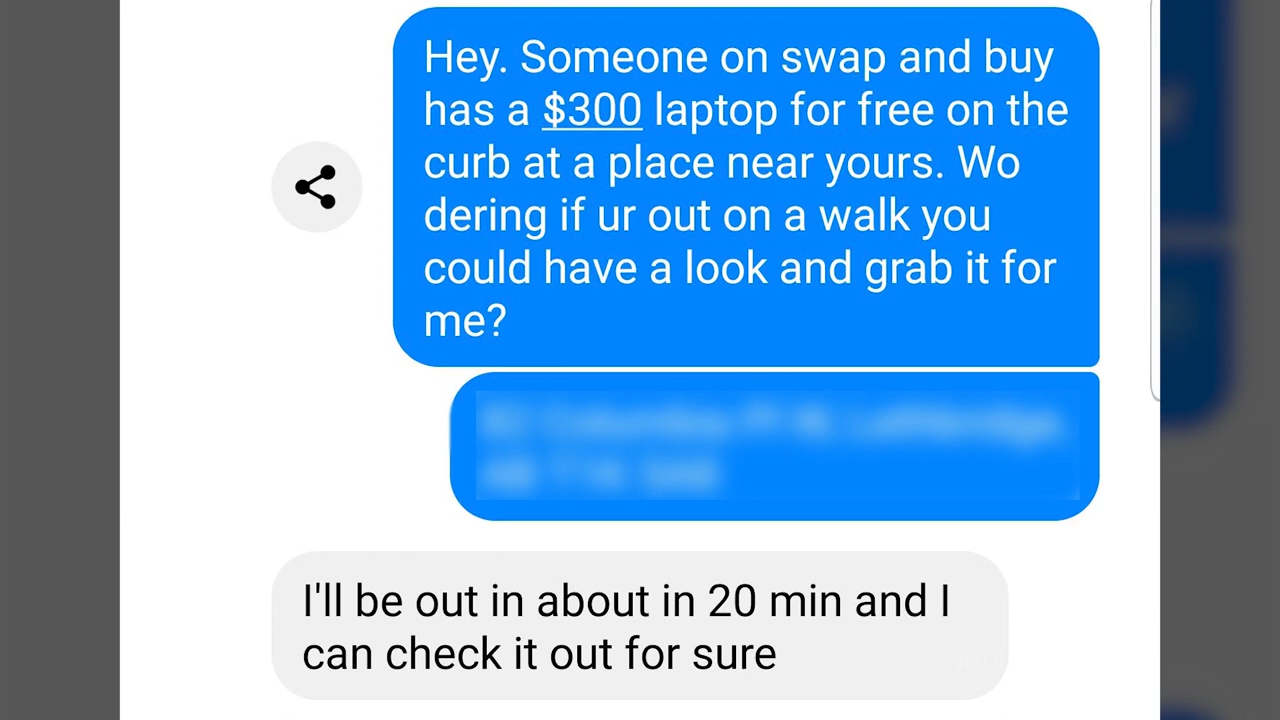 Hey. Someone on swap and buy
has a $300 laptop for free on the
curb at a place near yours. Wo
dering if ur out on a walk you
could have a look and grab it for
me?
I'll be out in about in 20 min and I
can check it out for sure